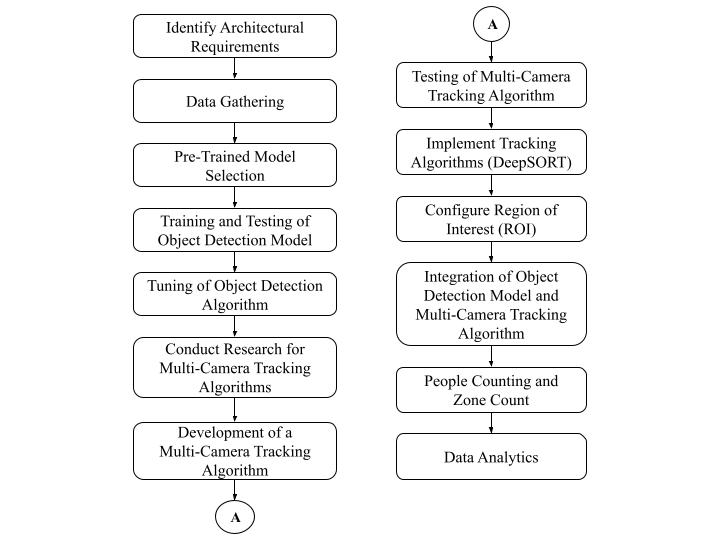 Identify Architectural
Requirements
Data Gathering
Pre-Trained Model
Selection
Training and Testing of
Object Detection Model
Tuning of Object Detection
Algorithm
Conduct Research for
Multi-Camera Tracking
Algorithms
Development of a
Multi-Camera Tracking
Algorithm
A
A
Testing of Multi-Camera
Tracking Algorithm
Implement Tracking
Algorithms (DeepSORT)
Configure Region of
Interest (ROI)
Integration of Object
Detection Model and
Multi-Camera Tracking
Algorithm
People Counting and
Zone Count
Data Analytics